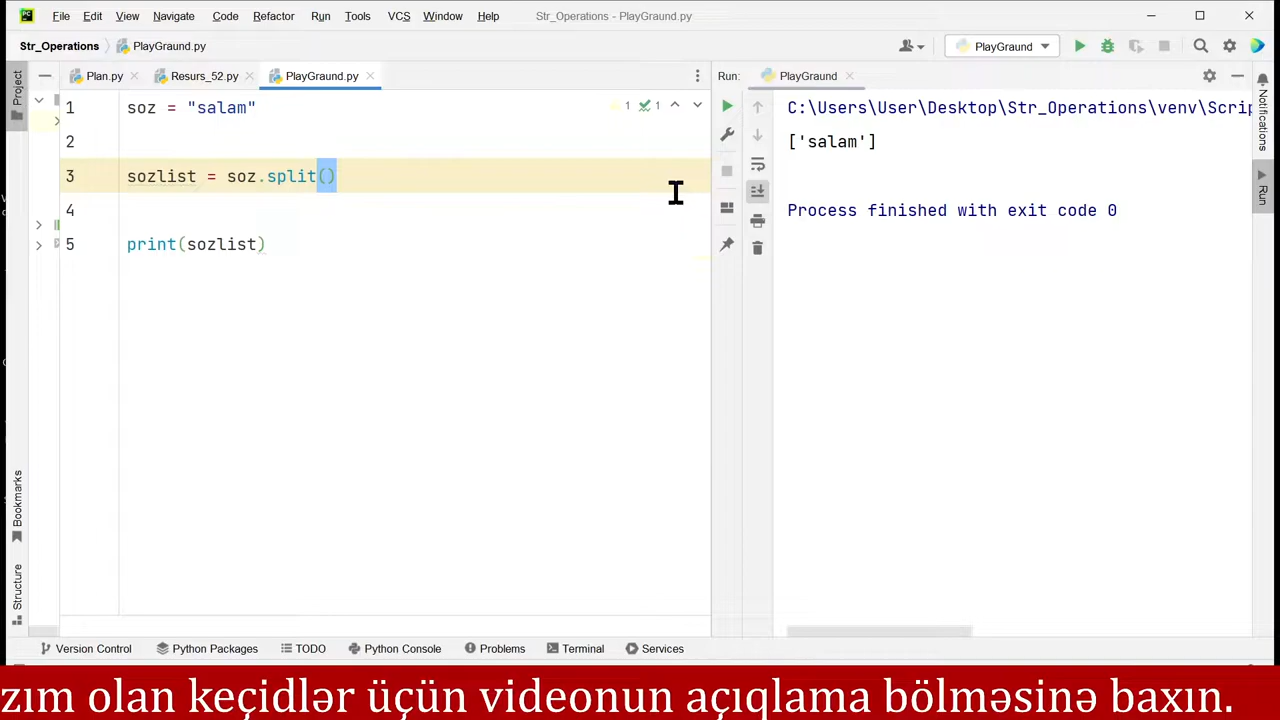 File Edit View Navigate Code Refactor Run Tools VCS Window Help Str_Operations - PlayGraund.py
Str_Operations PlayGraund.py PlayGraund
Project
Plan.py Resurs_52.py PlayGraund.py
Run: PlayGraund
1 soz = "salam"
2
3 sozlist = soz.split()
4
5 print(sozlist)
1 1
C:\Users\User\Desktop\Str_Operations\venv\Scrip
['salam']
Process finished with exit code 0
Notifications
Run
Bookmarks
Structure
Version Control Python Packages TODO Python Console Problems Terminal Services
zım olan keçidlər üçün videonun açıqlama bölməsinə baxın.